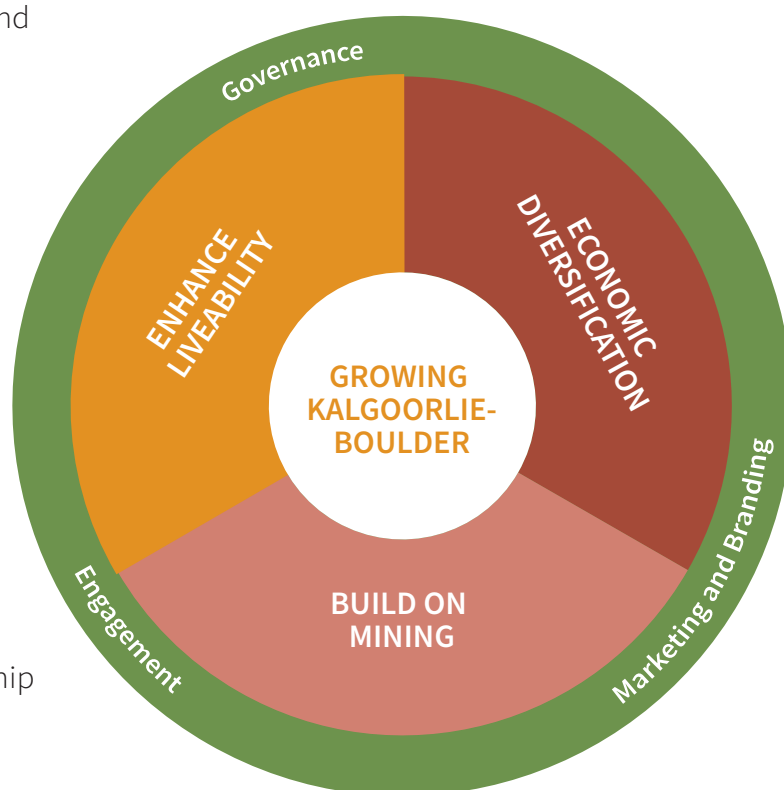 nd
Governance
ENHANCE
LIVEABILITY
ECONOMIC
DIVERSIFICATION
GROWING
KALGOORLIE-
BOULDER
BUILD ON
MINING
Engagement
Marketing and Branding
hip